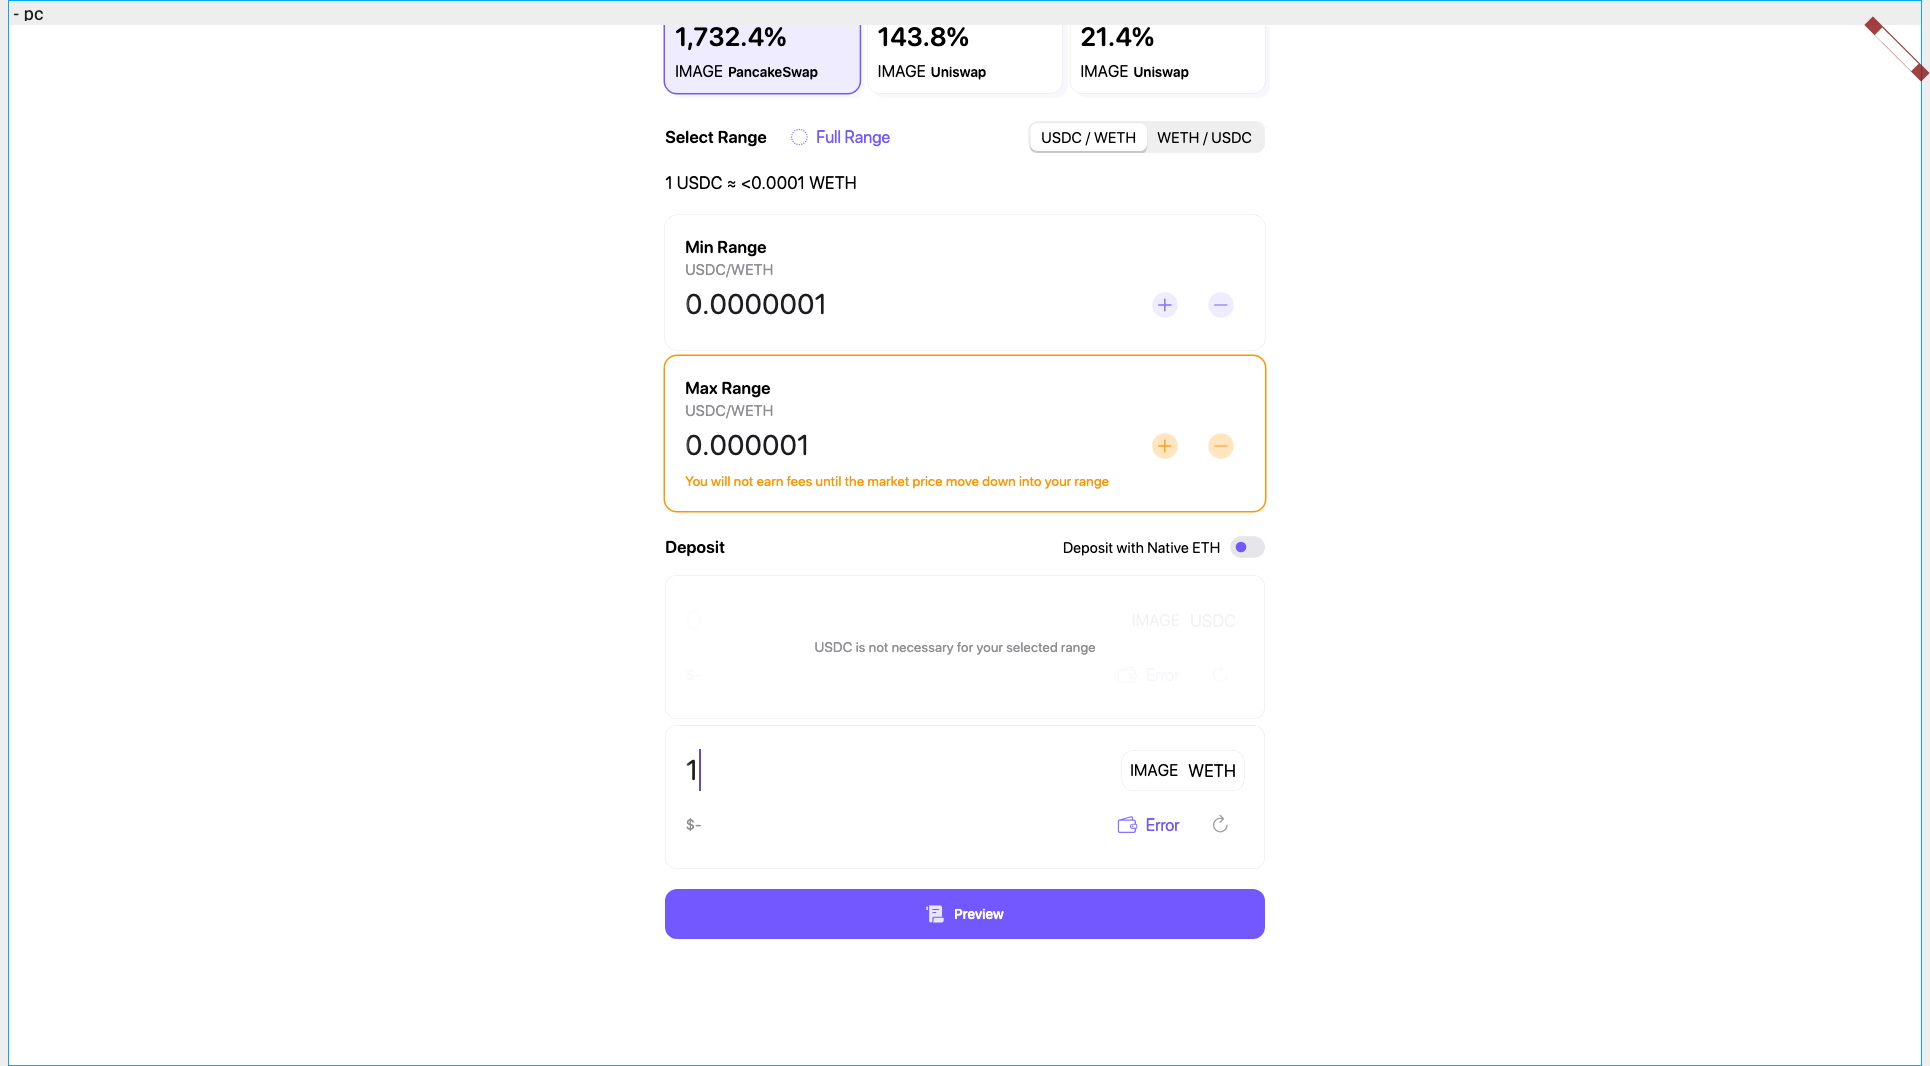 - pc
1,732.4%
IMAGE PancakeSwap
143.8%
IMAGE Uniswap
21.4%
IMAGE Uniswap
Select Range
Full Range
USDC / WETH
WETH / USDC
1 USDC ≈ <0.0001 WETH
Min Range
USDC/WETH
0.0000001
Max Range
USDC/WETH
0.000001
You will not earn fees until the market price move down into your range
Deposit
Deposit with Native ETH
0
IMAGE USDC
USDC is not necessary for your selected range
$-
Error
1
IMAGE WETH
$-
Error
Preview